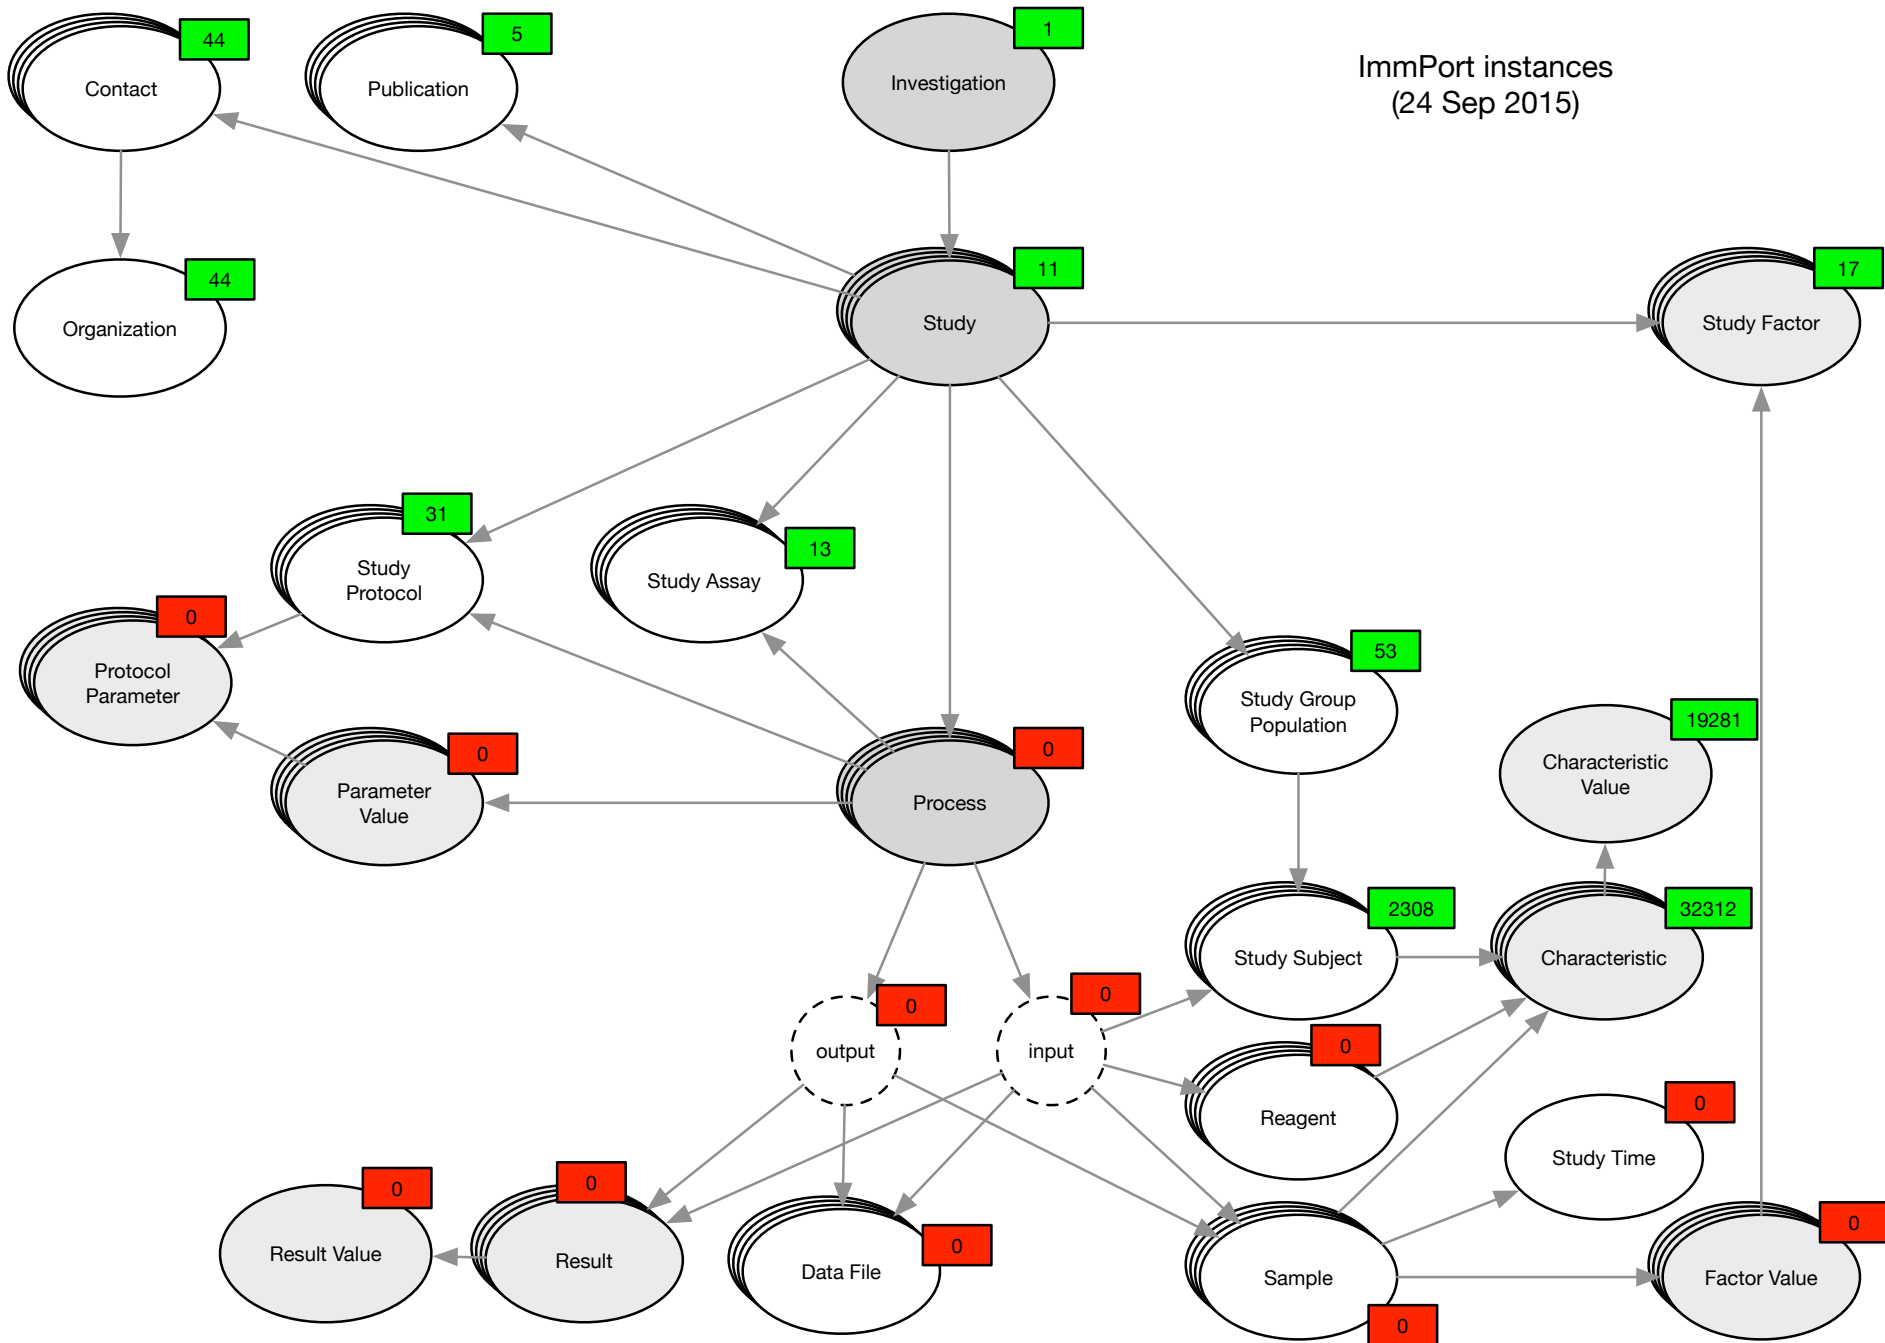 44
5
1
Contact
Publication
Investigation
ImmPort instances
(24 Sep 2015)
44
11
17
Organization
Study
Study Factor
31
13
Study
Protocol
Study Assay
0
53
Protocol
Parameter
Study Group
Population
19281
0
0
Characteristic
Value
Parameter
Value
Process
2308
32312
Study Subject
Characteristic
0
0
output
input
0
Reagent
0
Study Time
0
0
0
0
Result Value
Result
Data File
0
Sample
Factor Value
0